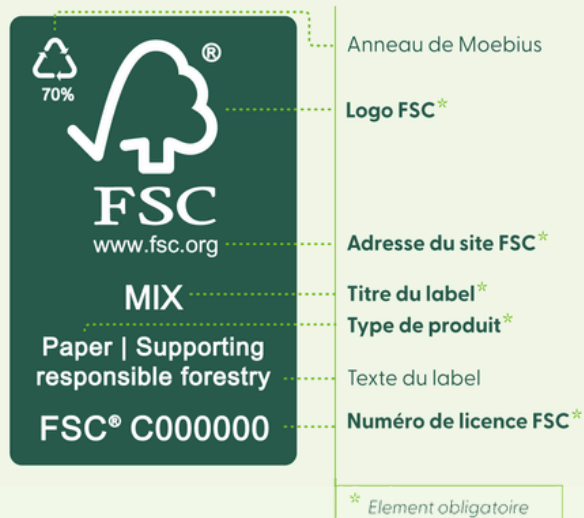 ®
70%
FSC
www.fsc.org
MIX
Paper | Supporting
responsible forestry
FSC® C000000
Anneau de Moebius
Logo FSC*
Adresse du site FSC*
Titre du label*
Type de produit*
Texte du label
Numéro de licence FSC*
* Element obligatoire